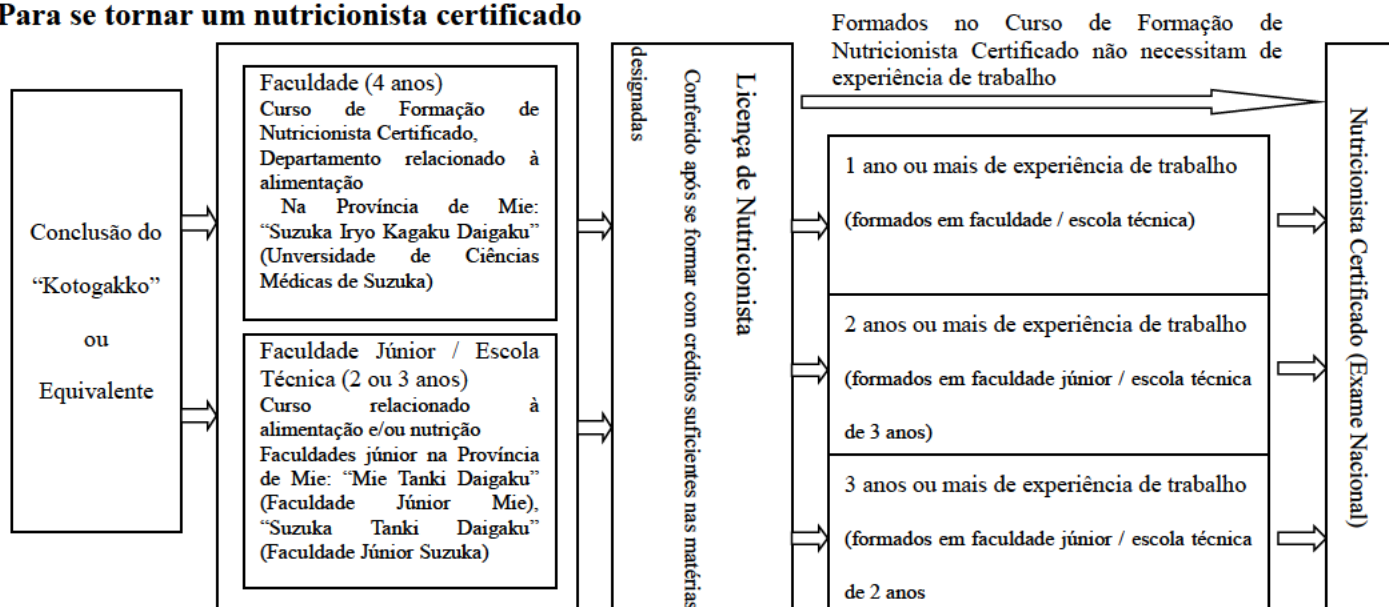 Para se tornar um nutricionista certificado
Conclusão do
“Kotogakko”
ou
Equivalente
Faculdade (4 anos)
Curso de Formação de
Nutricionista Certificado,
Departamento relacionado à
alimentação
Na Província de Mie:
“Suzuka Iryo Kagaku Daigaku”
(Unversidade de Ciências
Médicas de Suzuka)
Faculdade Júnior / Escola
Técnica (2 ou 3 anos)
Curso relacionado à
alimentação e/ou nutrição
Faculdades júnior na Província
de Mie: “Mie Tanki Daigaku”
(Faculdade Júnior Mie),
“Suzuka Tanki Daigaku”
(Faculdade Júnior Suzuka)
Licença de Nutricionista
Conferido após se formar com créditos suficientes nas matérias
designadas
Formados no Curso de Formação de
Nutricionista Certificado não necessitam de
experiência de trabalho
1 ano ou mais de experiência de trabalho
(formados em faculdade / escola técnica)
2 anos ou mais de experiência de trabalho
(formados em faculdade júnior / escola técnica
de 3 anos)
3 anos ou mais de experiência de trabalho
(formados em faculdade júnior / escola técnica
de 2 anos
Nutricionista Certificado (Exame Nacional)